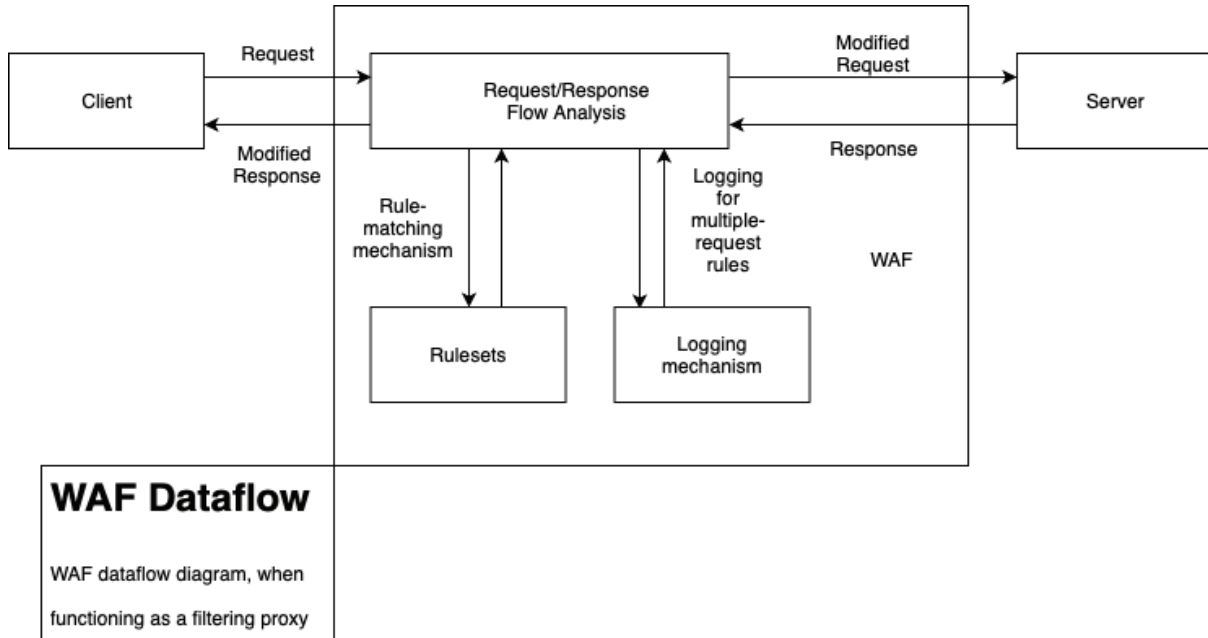 Request
Modified
Request
Client
Request/Response
Flow Analysis
Server
Modified
Response
Response
Rule-
matching
mechanism
Logging
for
multiple-
request
rules
WAF
Rulesets
Logging
mechanism
WAF Dataflow
WAF dataflow diagram, when
functioning as a filtering proxy